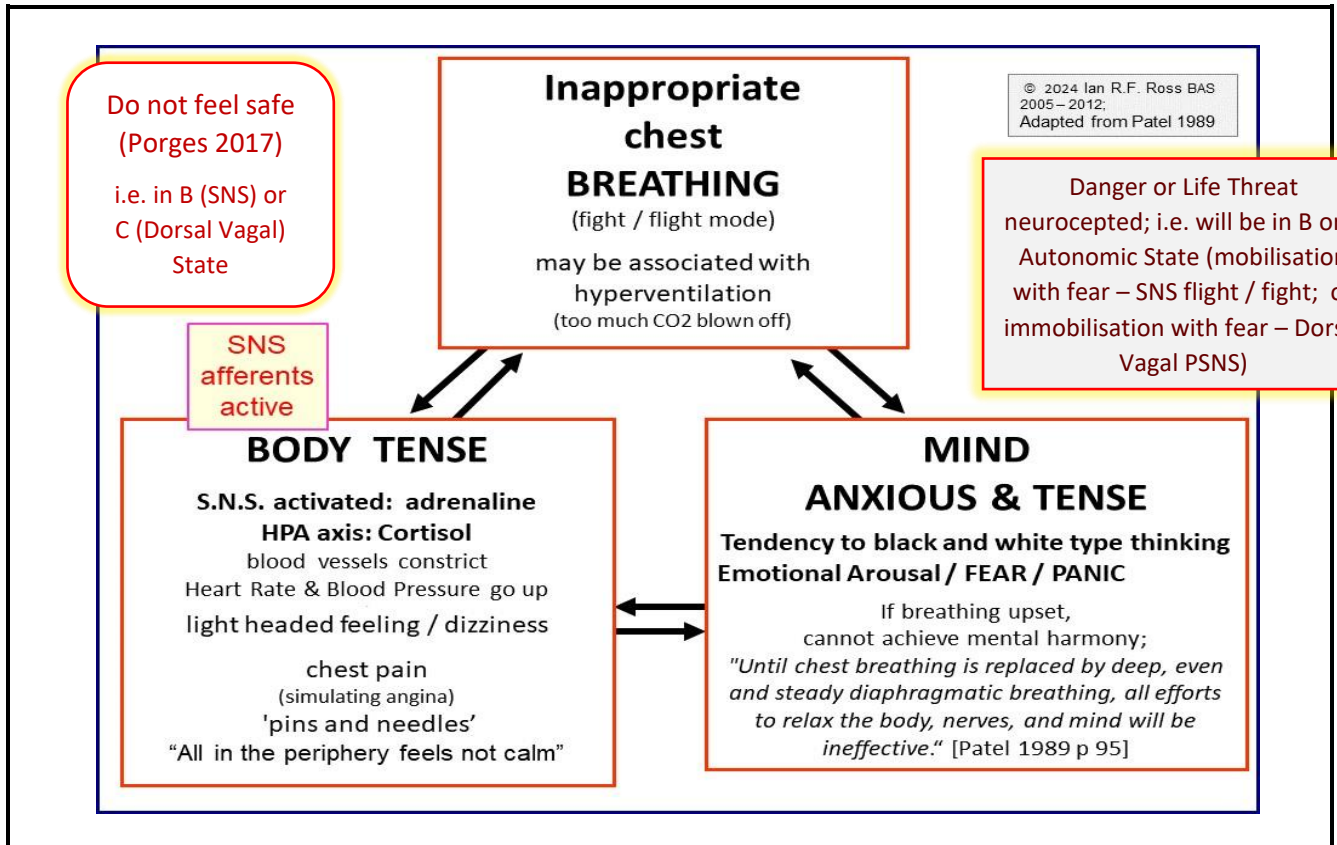 Do not feel safe
(Porges 2017)
i.e. in B (SNS) or
C (Dorsal Vagal)
State
Inappropriate
chest
BREATHING
(fight / flight mode)
may be associated with
hyperventilation
(too much CO2 blown off)
© 2024 Ian R.F. Ross BAS
2005 – 2012;
Adapted from Patel 1989
Danger or Life Threat
neurocepted; i.e. will be in B or
Autonomic State (mobilisation
with fear – SNS flight / fight;
immobilisation with fear –
Vagal PSNS)
SNS
afferents
active
BODY TENSE
S.N.S. activated: adrenaline
HPA axis: Cortisol
blood vessels constrict
Heart Rate & Blood Pressure go up
light headed feeling / dizziness
chest pain
(simulating angina)
'pins and needles’
“All in the periphery feels not calm”
MIND
ANXIOUS & TENSE
Tendency to black and white type thinking
Emotional Arousal / FEAR / PANIC
If breathing upset,
cannot achieve mental harmony;
"Until chest breathing is replaced by deep, even
and steady diaphragmatic breathing, all efforts
to relax the body, nerves, and mind will be
ineffective.“ [Patel 1989 p 95]